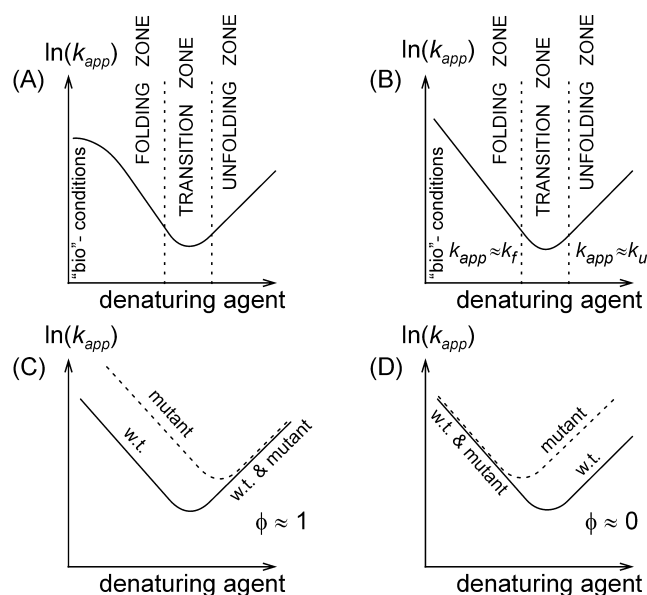 ln(k_app)
(A)
FOLDING ZONE
TRANSITION ZONE
UNFOLDING ZONE
"bio"- conditions
denaturing agent
ln(k_app)
(B)
FOLDING ZONE
TRANSITION ZONE
UNFOLDING ZONE
"bio"- conditions
k_app≈k_f
k_app≈k_u
denaturing agent
ln(k_app)
(C)
mutant
w.t.
w.t. & mutant
ϕ ≈ 1
denaturing agent
ln(k_app)
(D)
mutant
w.t. & mutant
w.t.
ϕ ≈ 0
denaturing agent